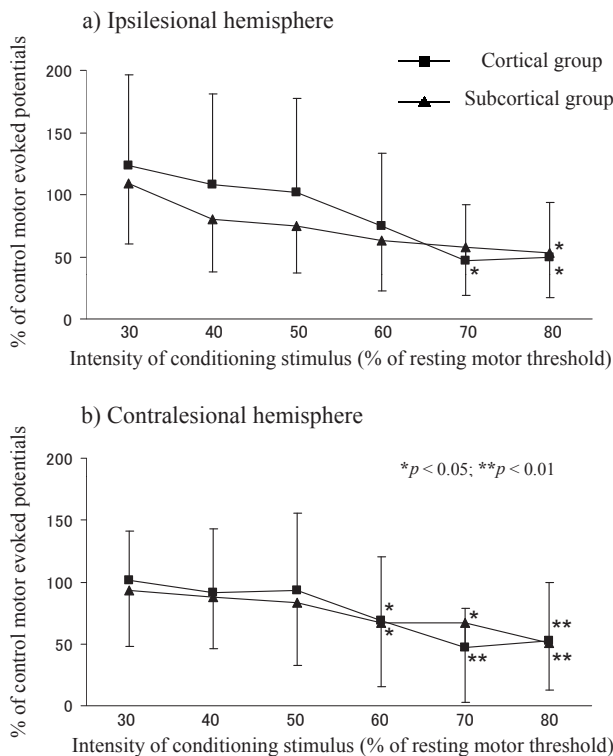 a) Ipsilesional hemisphere
Cortical group
Subcortical group
% of control motor evoked potentials
200
150
100
50
0
*
*
*
30 40 50 60 70 80
Intensity of conditioning stimulus (% of resting motor threshold)
b) Contralesional hemisphere
*p < 0.05; **p < 0.01
% of control motor evoked potentials
200
150
100
50
0
*
*
*
**
**
**
30 40 50 60 70 80
Intensity of conditioning stimulus (% of resting motor threshold)